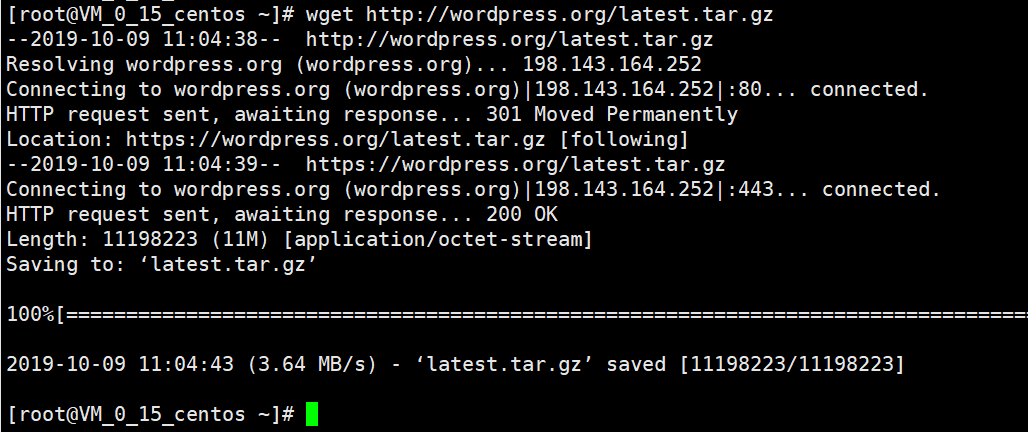 [root@VM_0_15_centos ~]# wget http://wordpress.org/latest.tar.gz
--2019-10-09 11:04:38--  http://wordpress.org/latest.tar.gz
Resolving wordpress.org (wordpress.org)... 198.143.164.252
Connecting to wordpress.org (wordpress.org)|198.143.164.252|:80... connected.
HTTP request sent, awaiting response... 301 Moved Permanently
Location: https://wordpress.org/latest.tar.gz [following]
--2019-10-09 11:04:39--  https://wordpress.org/latest.tar.gz
Connecting to wordpress.org (wordpress.org)|198.143.164.252|:443... connected.
HTTP request sent, awaiting response... 200 OK
Length: 11198223 (11M) [application/octet-stream]
Saving to: ‘latest.tar.gz’
100%[================================================================================
2019-10-09 11:04:43 (3.64 MB/s) - ‘latest.tar.gz’ saved [11198223/11198223]
[root@VM_0_15_centos ~]#